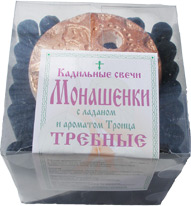 Кадильные свечи
Монашенки
с ладаном
и ароматом Троица
ТРЕБНЫЕ